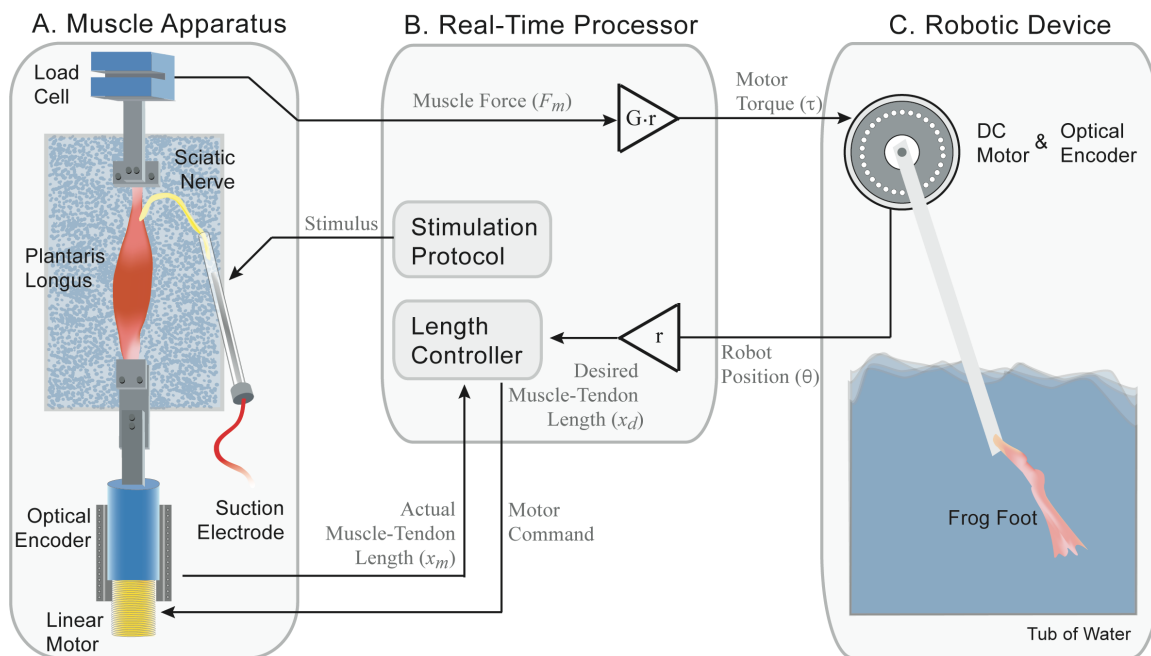 A. Muscle Apparatus
Load
Cell
Sciatic
Nerve
Plantaris
Longus
Suction
Electrode
Optical
Encoder
Linear
Motor
B. Real-Time Processor
Muscle Force (Fm)
G·r
Stimulus
Stimulation
Protocol
Length
Controller
r
Desired
Muscle-Tendon
Length (xd)
Actual
Muscle-Tendon
Length (xm)
Motor
Command
Motor
Torque (τ)
Robot
Position (θ)
C. Robotic Device
DC
Motor
&
Optical
Encoder
Frog Foot
Tub of Water